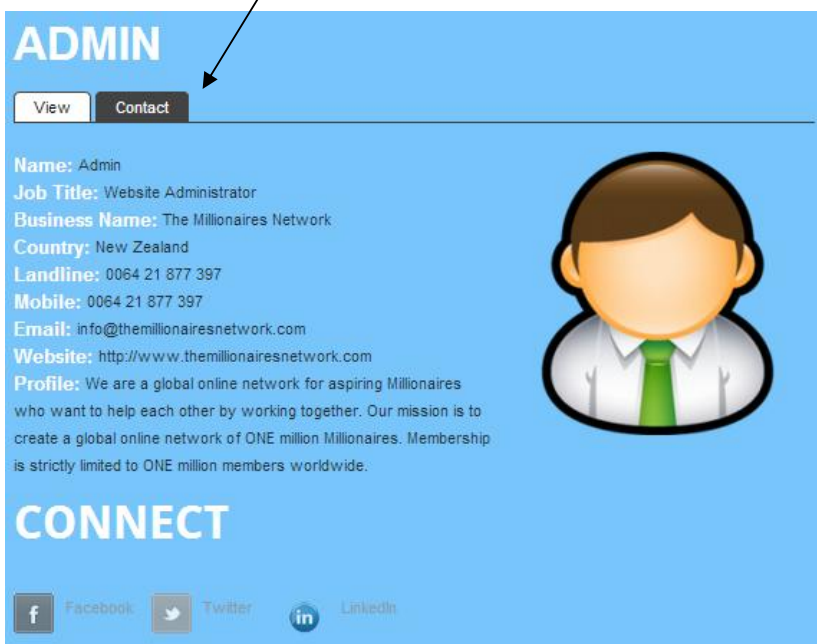 ADMIN
View Contact
Name: Admin
Job Title: Website Administrator
Business Name: The Millionaires Network
Country: New Zealand
Landline: 0064 21 877 397
Mobile: 0064 21 877 397
Email: info@themillionairesnetwork.com
Website: http://www.themillionairesnetwork.com
Profile: We are a global online network for aspiring Millionaires
who want to help each other by working together. Our mission is to
create a global online network of ONE million Millionaires. Membership
is strictly limited to ONE million members worldwide.
CONNECT
f Facebook Twitter in LinkedIn